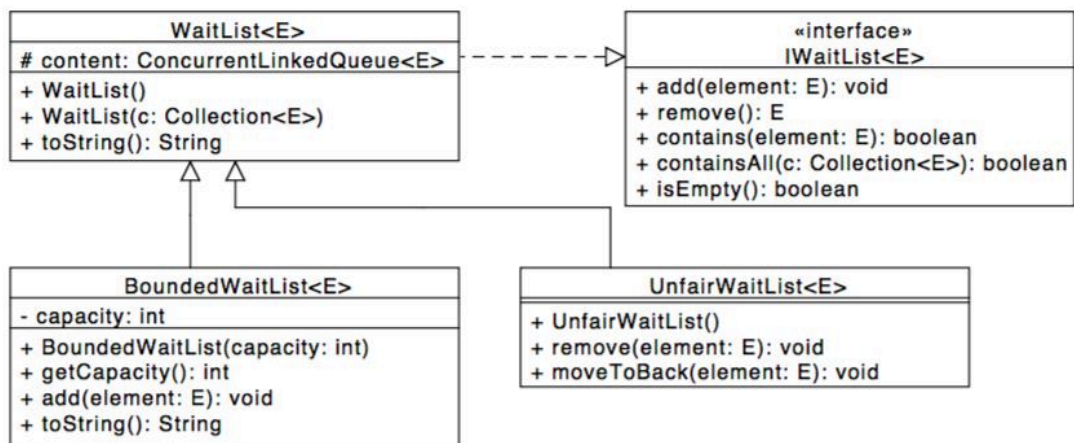 WaitList<E>
# content: ConcurrentLinkedQueue<E>
+ WaitList()
+ WaitList(c: Collection<E>)
+ toString(): String
«interface»
IWaitList<E>
+ add(element: E): void
+ remove(): E
+ contains(element: E): boolean
+ containsAll(c: Collection<E>): boolean
+ isEmpty(): boolean
BoundedWaitList<E>
- capacity: int
+ BoundedWaitList(capacity: int)
+ getCapacity(): int
+ add(element: E): void
+ toString(): String
UnfairWaitList<E>
+ UnfairWaitList()
+ remove(element: E): void
+ moveToBack(element: E): void